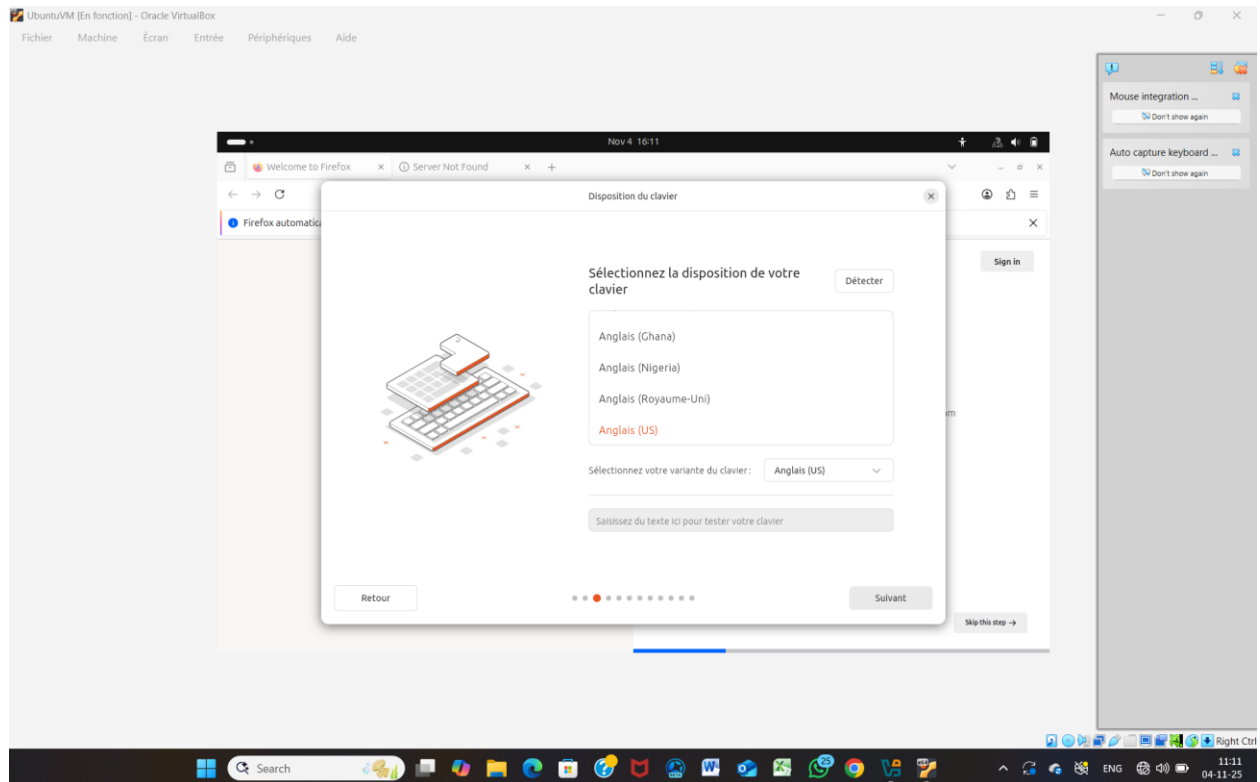 UbuntuVM [En fonction] - Oracle VirtualBox
Fichier Machine Écran Entrée Périphériques Aide
Mouse integration ...
Don't show again
Auto capture keyboard ...
Don't show again
Nov 4 16:11
Welcome to Firefox
Server Not Found
Disposition du clavier
Firefox automatic
Sign in
Sélectionnez la disposition de votre
clavier
Détecter
Anglais (Ghana)
Anglais (Nigeria)
Anglais (Royaume-Uni)
Anglais (US)
om
Sélectionnez votre variante du clavier :
Anglais (US)
Saisissez du texte ici pour tester votre clavier
Retour
Suivant
Skip this step →
Right Ctrl
Search
25
ENG
11:11
04-11-25